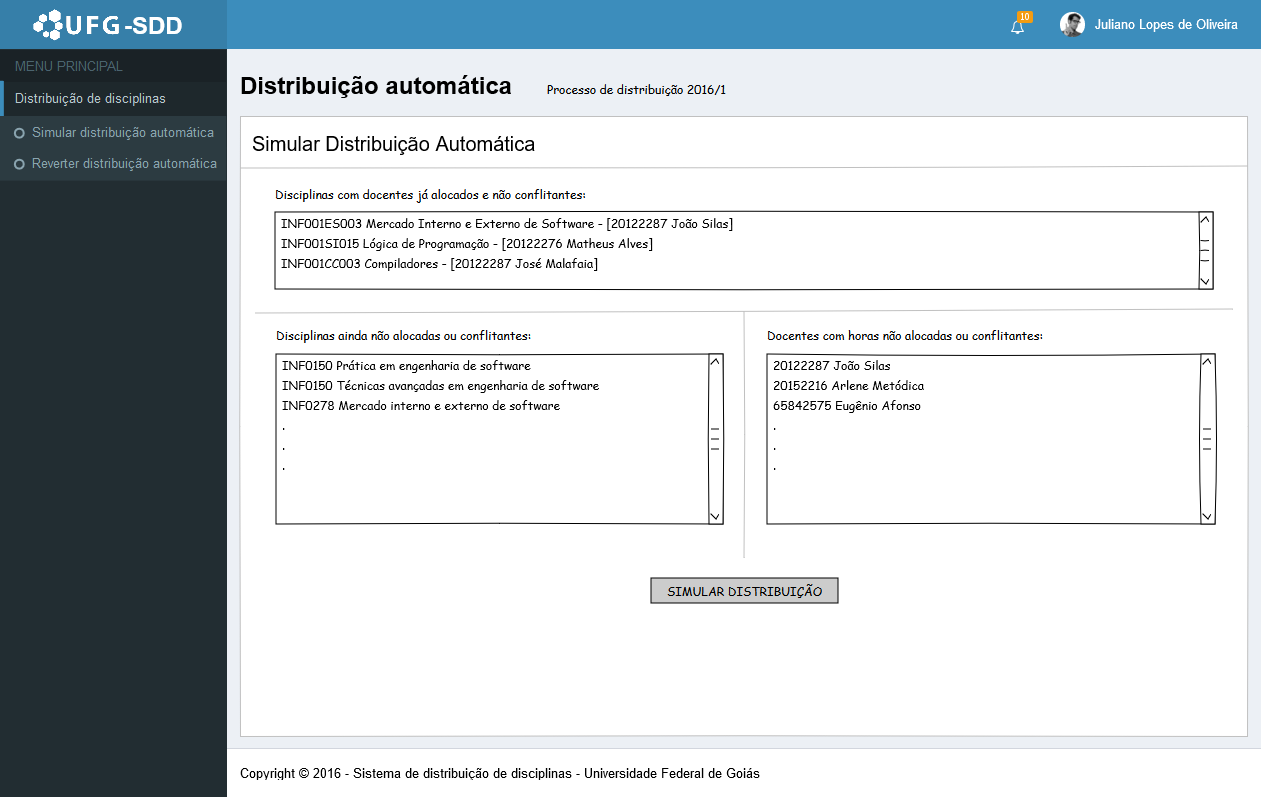 UFG-SDD
10
Juliano Lopes de Oliveira
MENU PRINCIPAL
Distribuição de disciplinas
Simular distribuição automática
Reverter distribuição automática
Distribuição automática
Processo de distribuição 2016/1
Simular Distribuição Automática
Disciplinas com docentes já alocados e não conflitantes:
INF001ES003 Mercado Interno e Externo de Software - [20122287 João Silas]
INF001SI015 Lógica de Programação - [20122276 Matheus Alves]
INF001CC003 Compiladores - [20122287 José Malafaia]
Disciplinas ainda não alocadas ou conflitantes:
INF0150 Prática em engenharia de software
INF0150 Técnicas avançadas em engenharia de software
INF0278 Mercado interno e externo de software
.
.
.
Docentes com horas não alocadas ou conflitantes:
20122287 João Silas
20152216 Arlene Metódica
65842575 Eugênio Afonso
.
.
.
SIMULAR DISTRIBUIÇÃO
Copyright © 2016 - Sistema de distribuição de disciplinas - Universidade Federal de Goiás